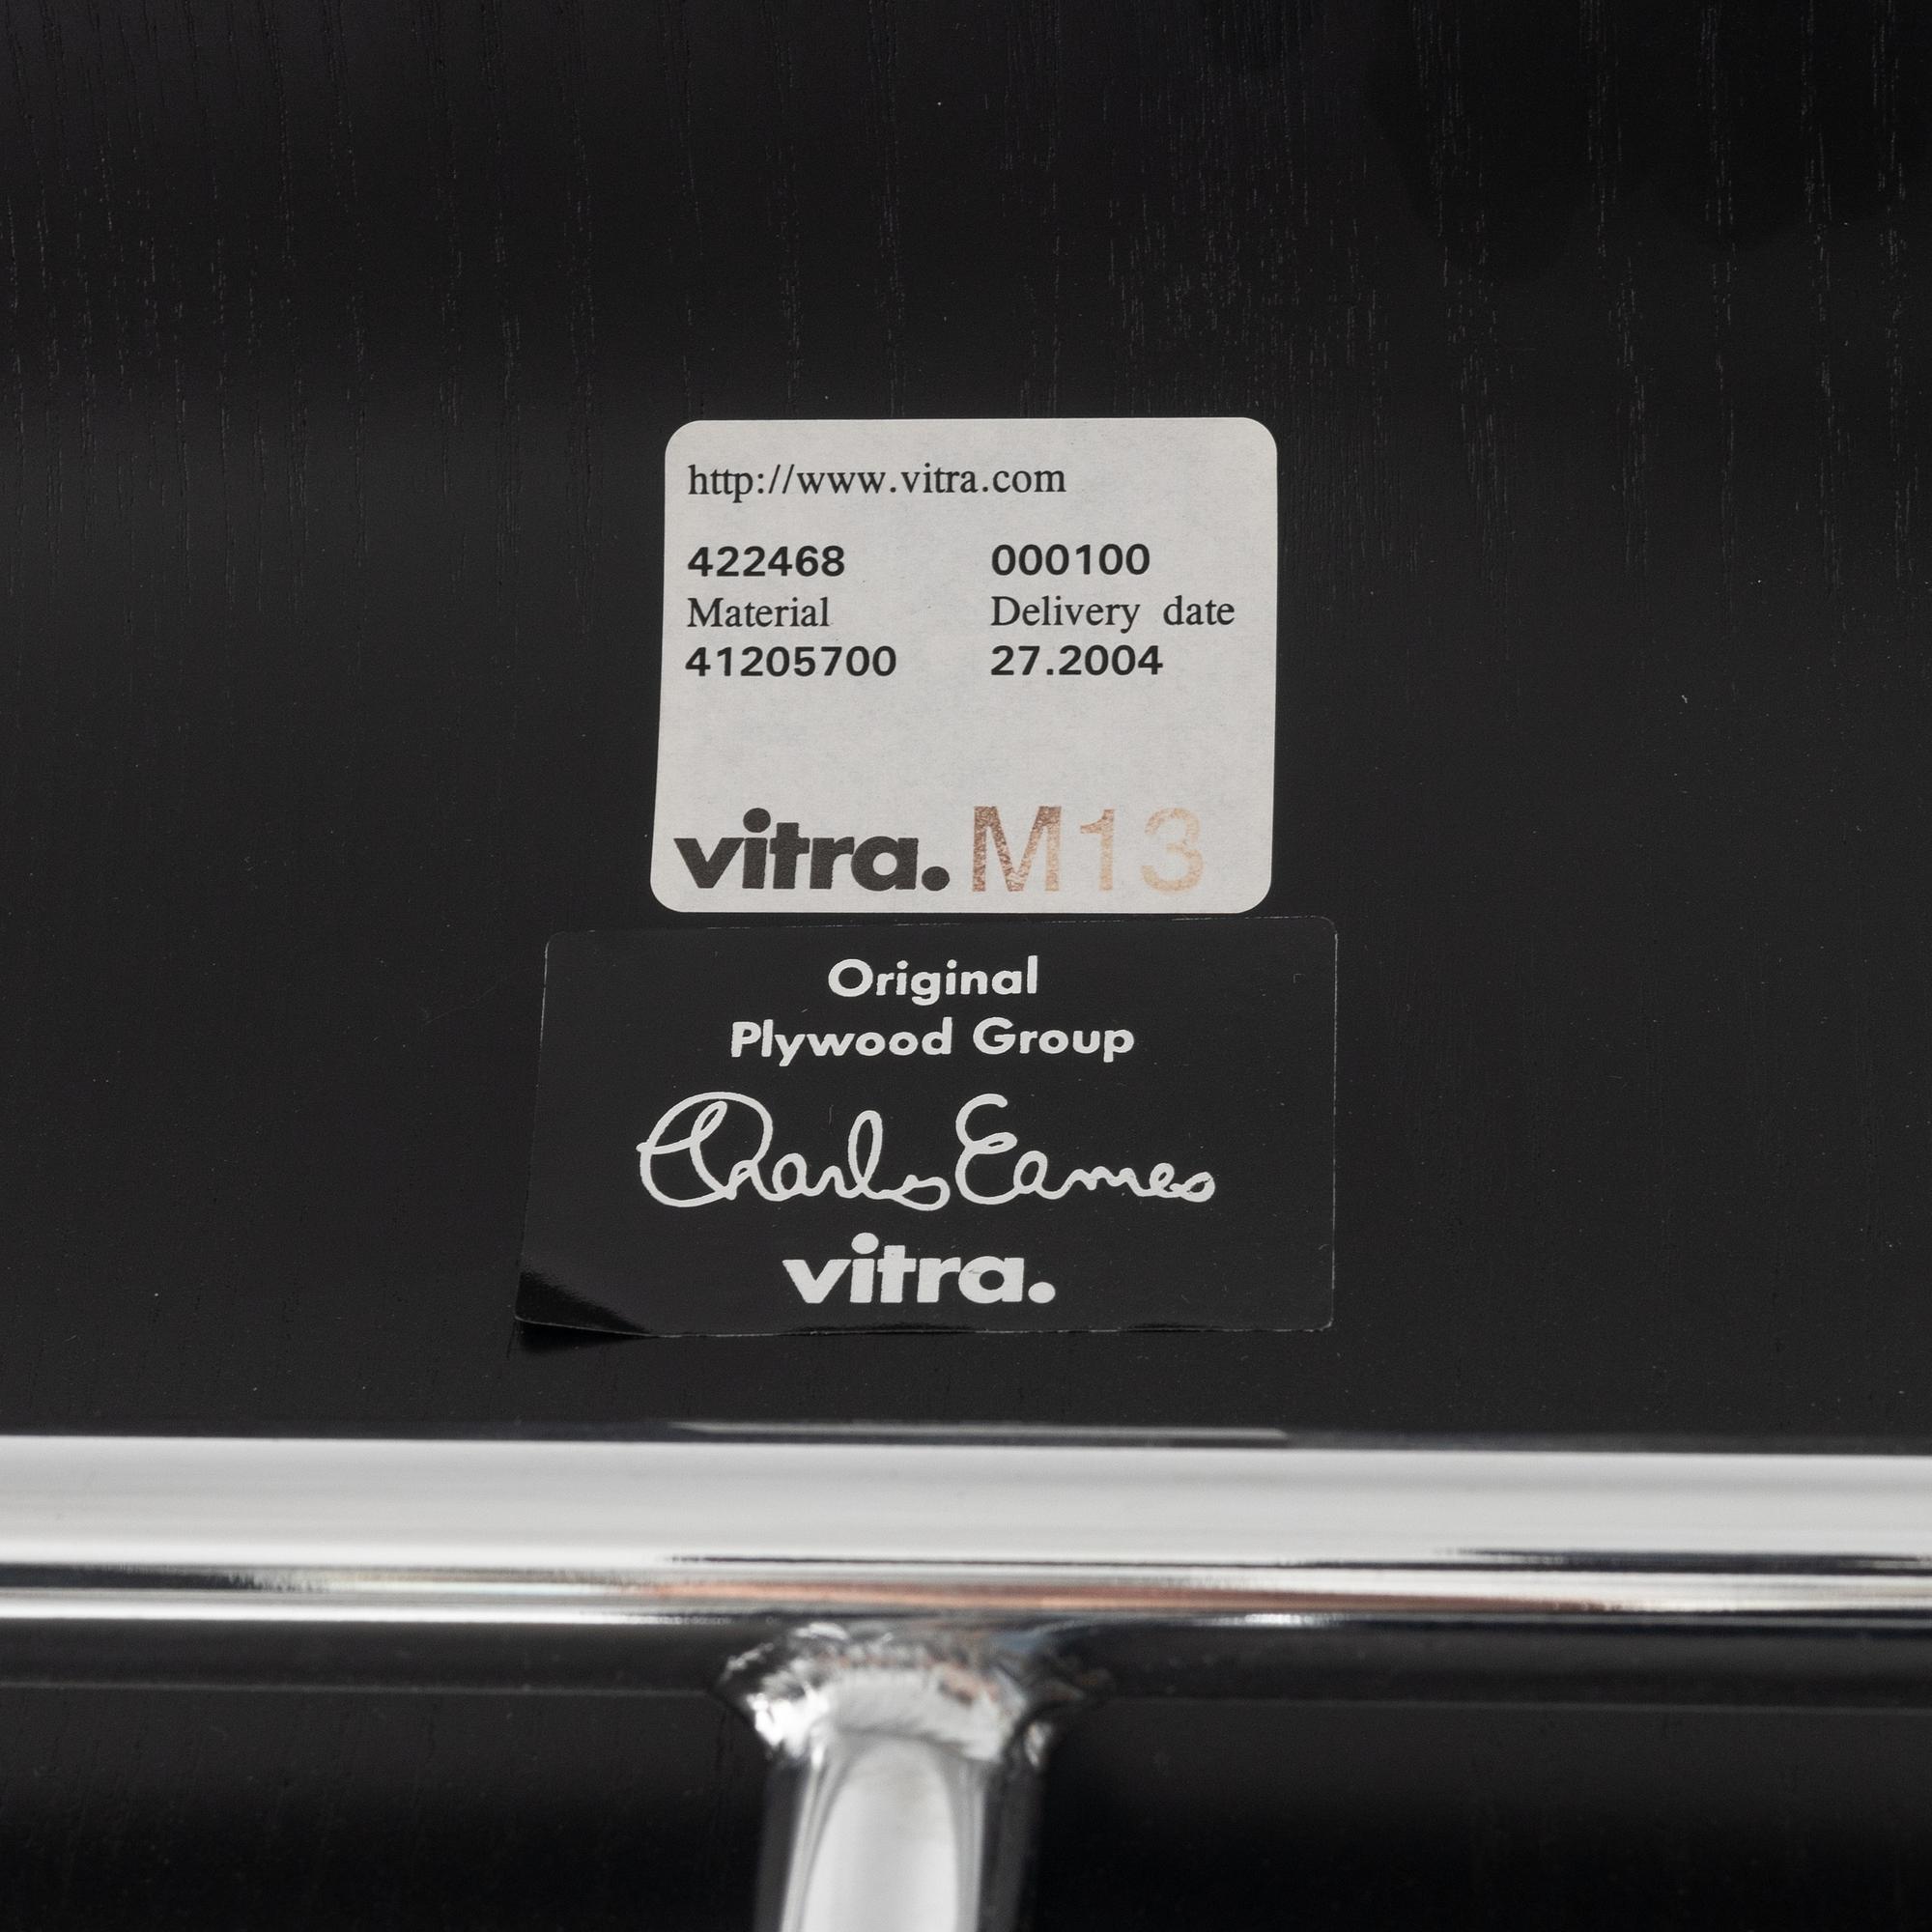 http://www.vitra.com
422468 000100
Material Delivery date
41205700 27.2004
vitra. M13
Original
Plywood Group
Charles Eames
vitra.